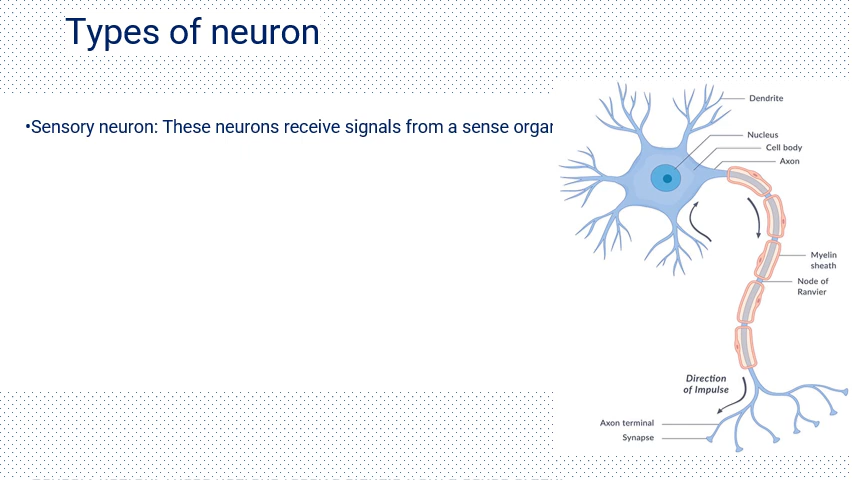 Types of neuron
•Sensory neuron: These neurons receive signals from a sense
Dendrite
Nucleus
Cell body
Axon
Myelin
sheath
Node of
Ranvier
Direction
of Impulse
Axon terminal
Synapse